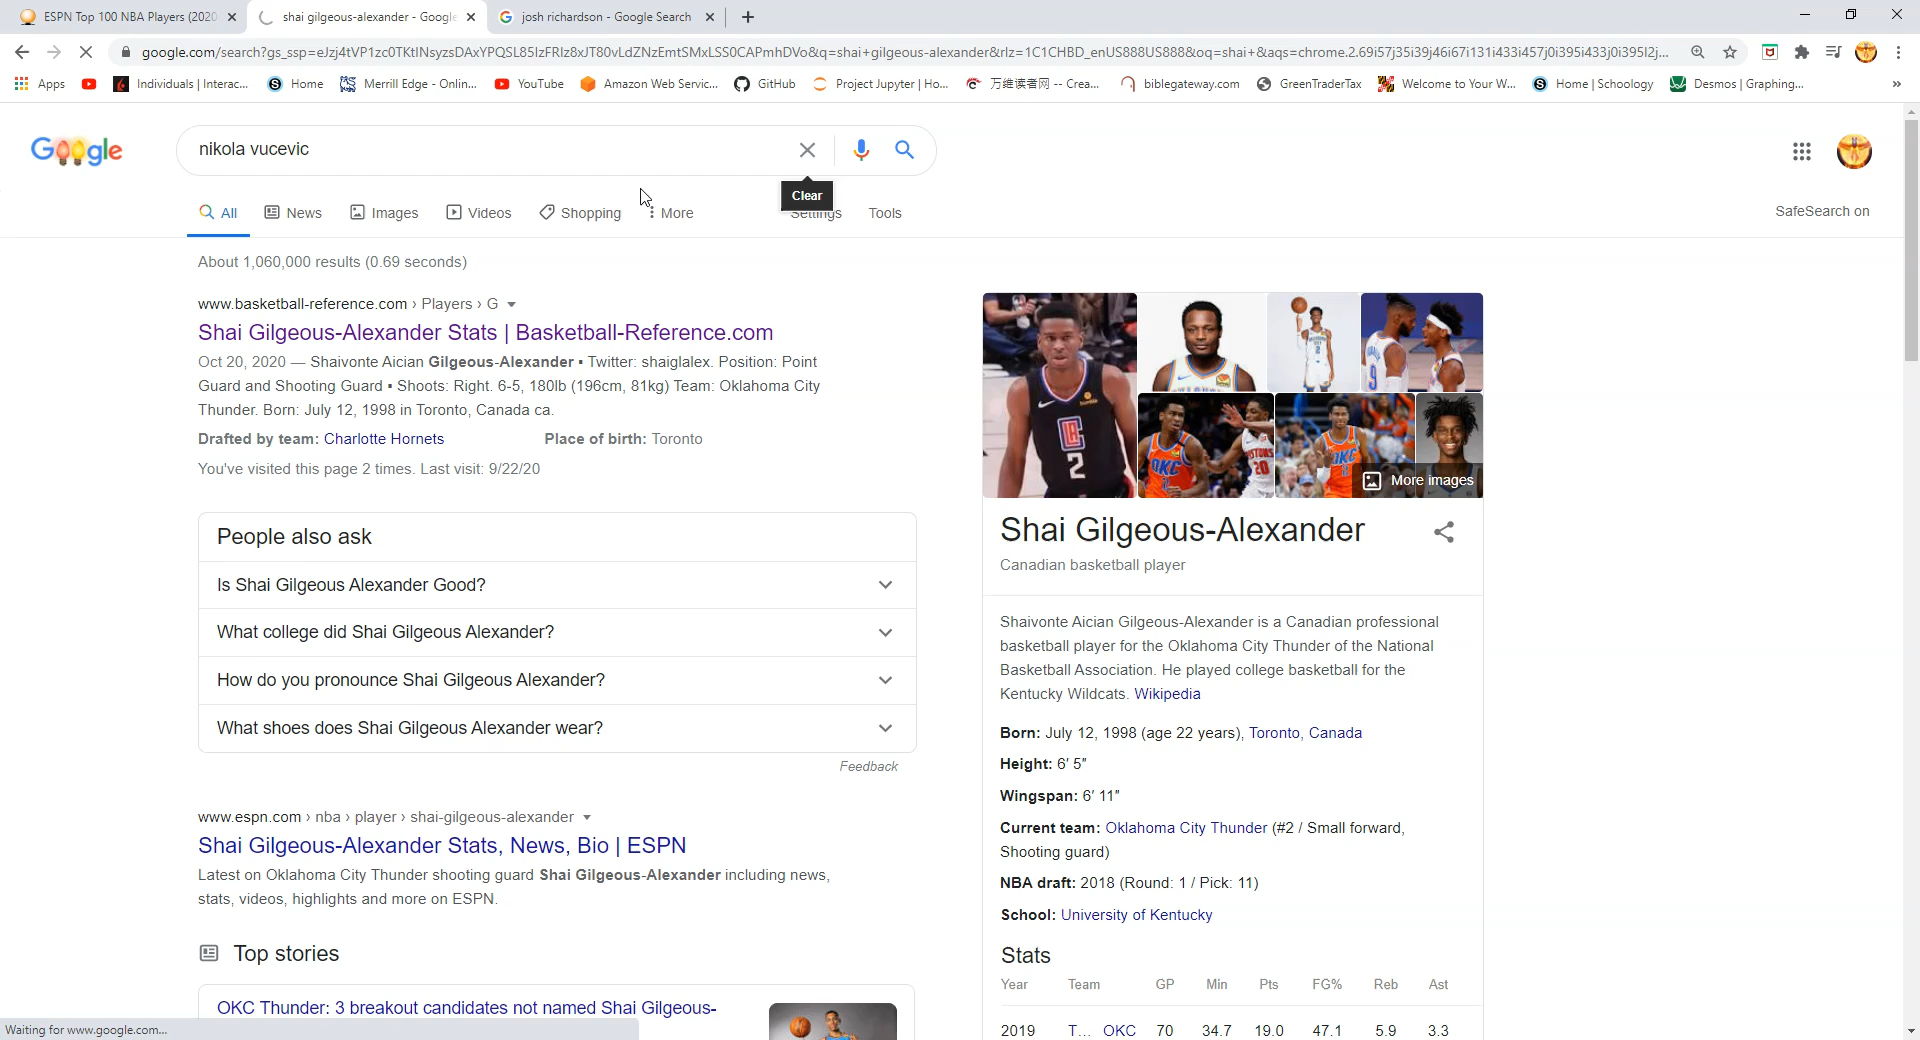 ESPN Top 100 NBA Players (2020
shai gilgeous-alexander - Google
josh richardson - Google Search
google.com/search?gs_ssp=eJzj4tVP1zc0TKtINsyzsDAxYPQSL85IzFRIz8xJT80vLdZNzEmtSMxLSS0CAPmhDVo&q=shai+gilgeous-alexander&rlz=1C1CHBD_enUS888US888&oq=shai+&aqs=chrome.2.69i57j35i39j46i67i131i433i457j0i395i433j0i395l2j...
Apps
Individuals | Interac...
Home
Merrill Edge - Onlin...
YouTube
Amazon Web Servic...
GitHub
Project Jupyter | Ho...
万维读者网 -- Crea...
biblegateway.com
GreenTraderTax
Welcome to Your W...
Home | Schoology
Desmos | Graphing...
»
Google
nikola vucevic
Clear
All
News
Images
Videos
Shopping
More
Settings
Tools
SafeSearch on
About 1,060,000 results (0.69 seconds)
www.basketball-reference.com › Players › G
Shai Gilgeous-Alexander Stats | Basketball-Reference.com
Oct 20, 2020 — Shaivonte Aician Gilgeous-Alexander ▪ Twitter: shaiglalex. Position: Point
Guard and Shooting Guard ▪ Shoots: Right. 6-5, 180lb (196cm, 81kg) Team: Oklahoma City
Thunder. Born: July 12, 1998 in Toronto, Canada ca.
Drafted by team: Charlotte Hornets
Place of birth: Toronto
You've visited this page 2 times. Last visit: 9/22/20
People also ask
Is Shai Gilgeous Alexander Good?
What college did Shai Gilgeous Alexander?
How do you pronounce Shai Gilgeous Alexander?
What shoes does Shai Gilgeous Alexander wear?
Feedback
www.espn.com › nba › player › shai-gilgeous-alexander
Shai Gilgeous-Alexander Stats, News, Bio | ESPN
Latest on Oklahoma City Thunder shooting guard Shai Gilgeous-Alexander including news,
stats, videos, highlights and more on ESPN.
Top stories
OKC Thunder: 3 breakout candidates not named Shai Gilgeous-
Waiting for www.google.com...
More images
Shai Gilgeous-Alexander
Canadian basketball player
Shaivonte Aician Gilgeous-Alexander is a Canadian professional
basketball player for the Oklahoma City Thunder of the National
Basketball Association. He played college basketball for the
Kentucky Wildcats. Wikipedia
Born: July 12, 1998 (age 22 years), Toronto, Canada
Height: 6′ 5″
Wingspan: 6′ 11″
Current team: Oklahoma City Thunder (#2 / Small forward,
Shooting guard)
NBA draft: 2018 (Round: 1 / Pick: 11)
School: University of Kentucky
Stats
Year Team GP Min Pts FG% Reb Ast
2019 T... OKC 70 34.7 19.0 47.1 5.9 3.3